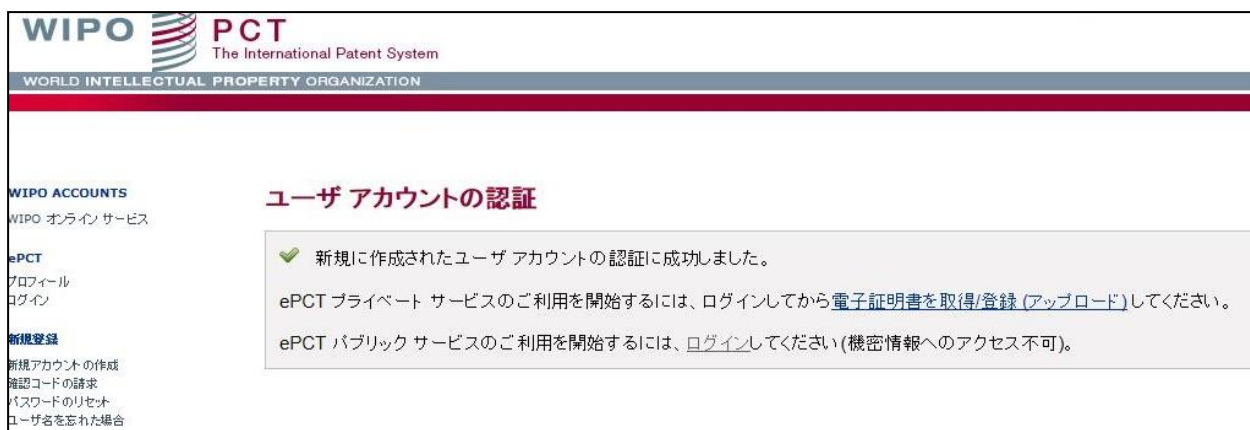 WIPO
PCT
The International Patent System
WORLD INTELLECTUAL PROPERTY ORGANIZATION
WIPO ACCOUNTS
WIPO オンライン サービス
ePCT
プロフィール
ログイン
新規登録
新規アカウントの作成
確認コードの請求
パスワードのリセット
ユーザ名を忘れた場合
ユーザ アカウントの認証
新規に作成されたユーザ アカウントの認証に成功しました。
ePCT プライベート サービスのご利用を開始するには、ログインしてから電子証明書を取得/登録 (アップロード)してください。
ePCT パブリック サービスのご利用を開始するには、ログインしてください(機密情報へのアクセス不可)。